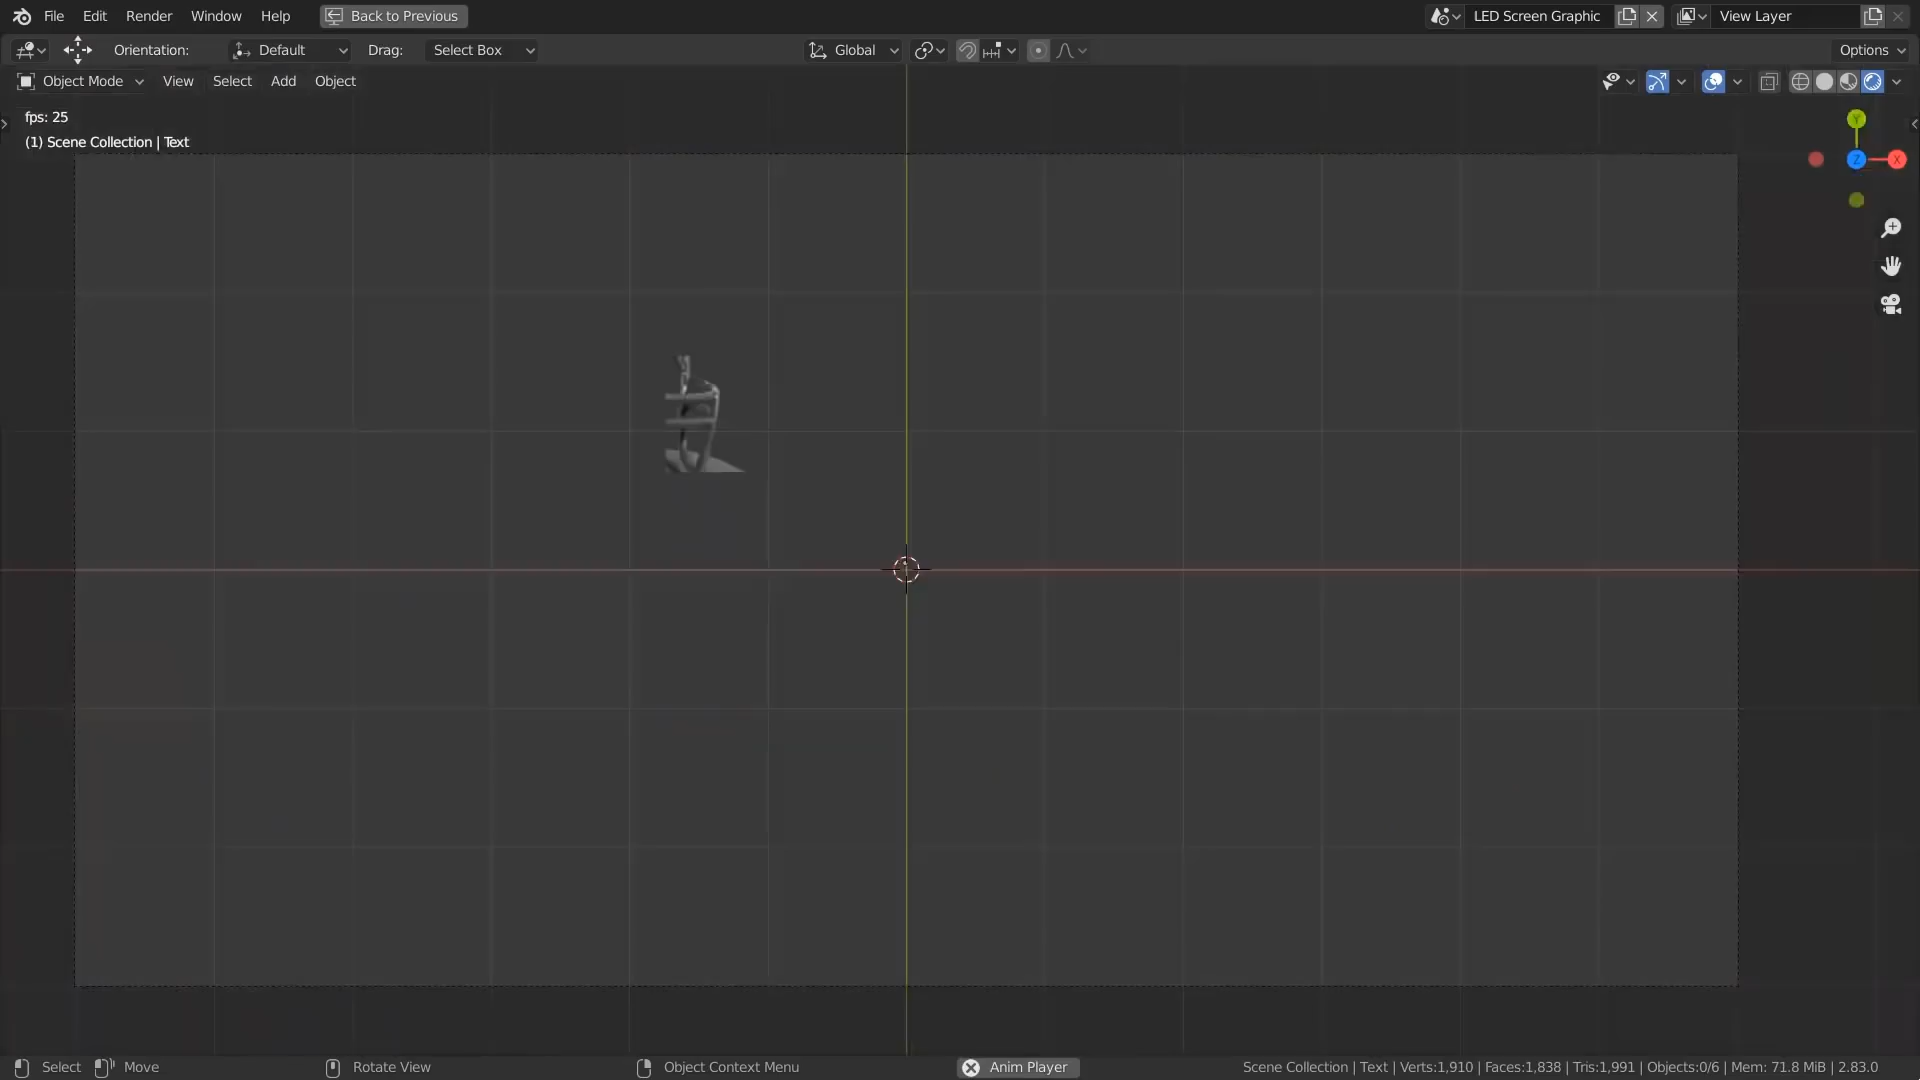 File Edit Render Window Help Back to Previous LED Screen Graphic View Layer
Orientation: Default Drag: Select Box Global Options
Object Mode View Select Add Object
fps: 25
(1) Scene Collection | Text
Y
Z X
Select Move Rotate View Object Context Menu Anim Player Scene Collection | Text | Verts:1,910 | Faces:1,838 | Tris:1,991 | Objects:0/6 | Mem: 71.8 MiB | 2.83.0